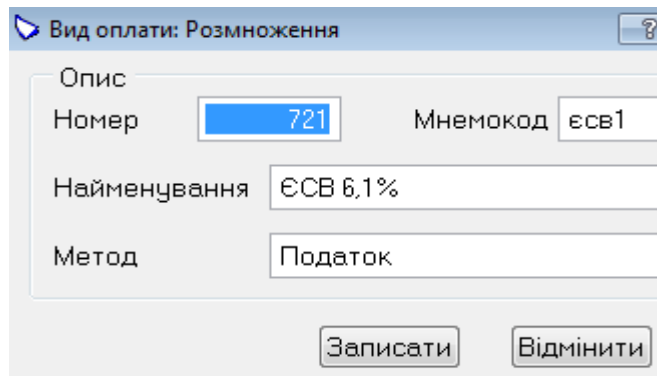 Вид оплати: Розмноження
?
Опис
Номер 721 Мнемокод єсв1
Найменування ЄСВ 6,1%
Метод Податок
Записати Відмінити